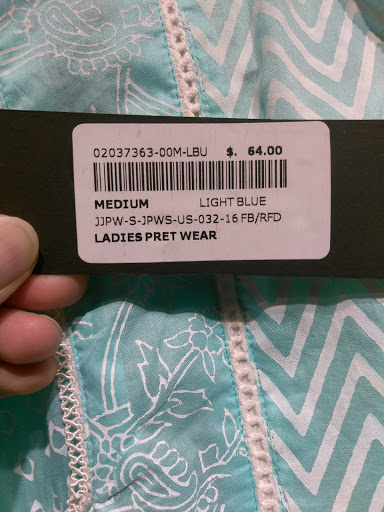 02037363-00M-LBU $. 64.00
MEDIUM LIGHT BLUE
JJPW-S-JPWS-US-032-16 FB/RFD
LADIES PRET WEAR